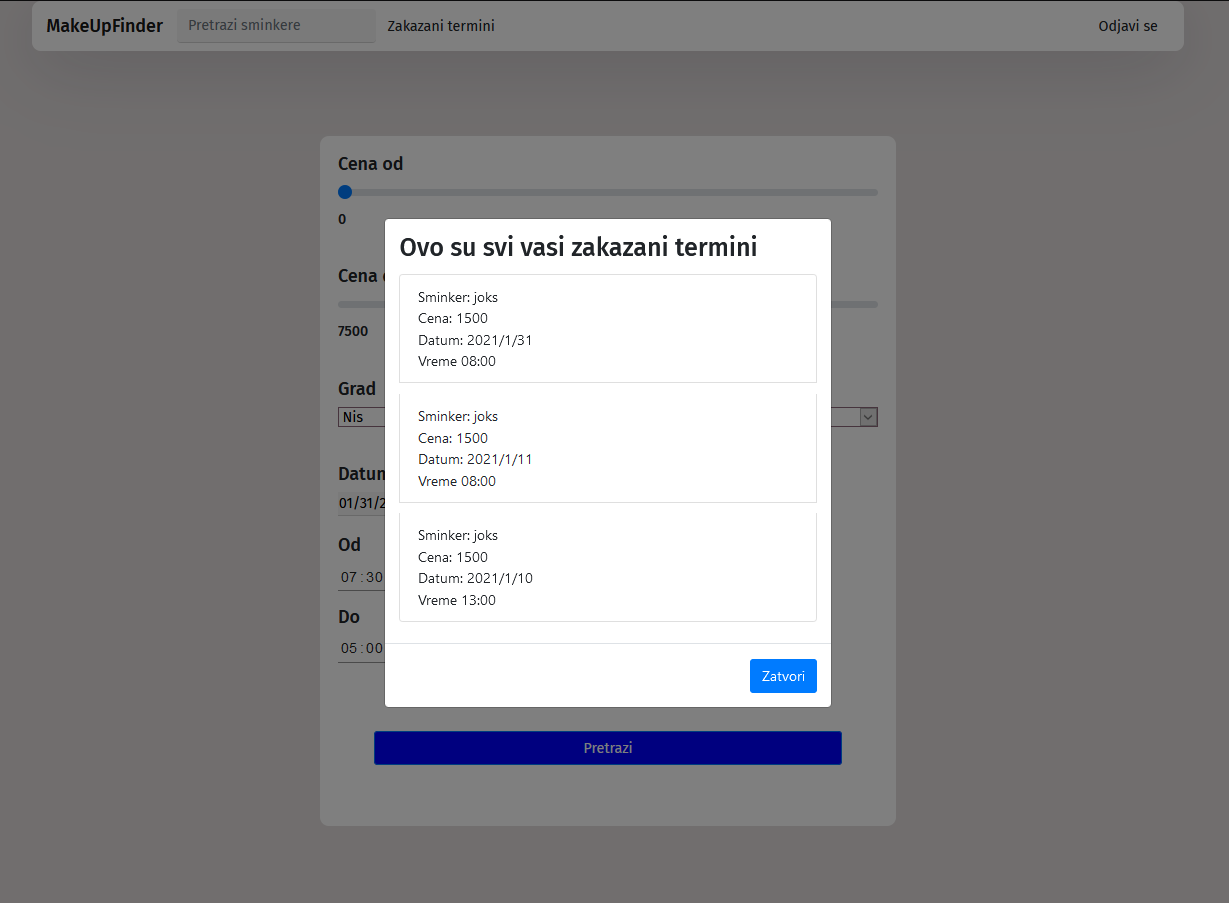 MakeUpFinder Pretrazi sminkere Zakazani termini Odjavi se
Cena od
0
Cena
7500
Grad
Nis
Ovo su svi vasi zakazani termini
Sminker: joks
Cena: 1500
Datum: 2021/1/31
Vreme 08:00
Sminker: joks
Cena: 1500
Datum: 2021/1/11
Vreme 08:00
Sminker: joks
Cena: 1500
Datum: 2021/1/10
Vreme 13:00
Zatvori
Datum
01/31/2
Od
07:30
Do
05:00
Pretrazi